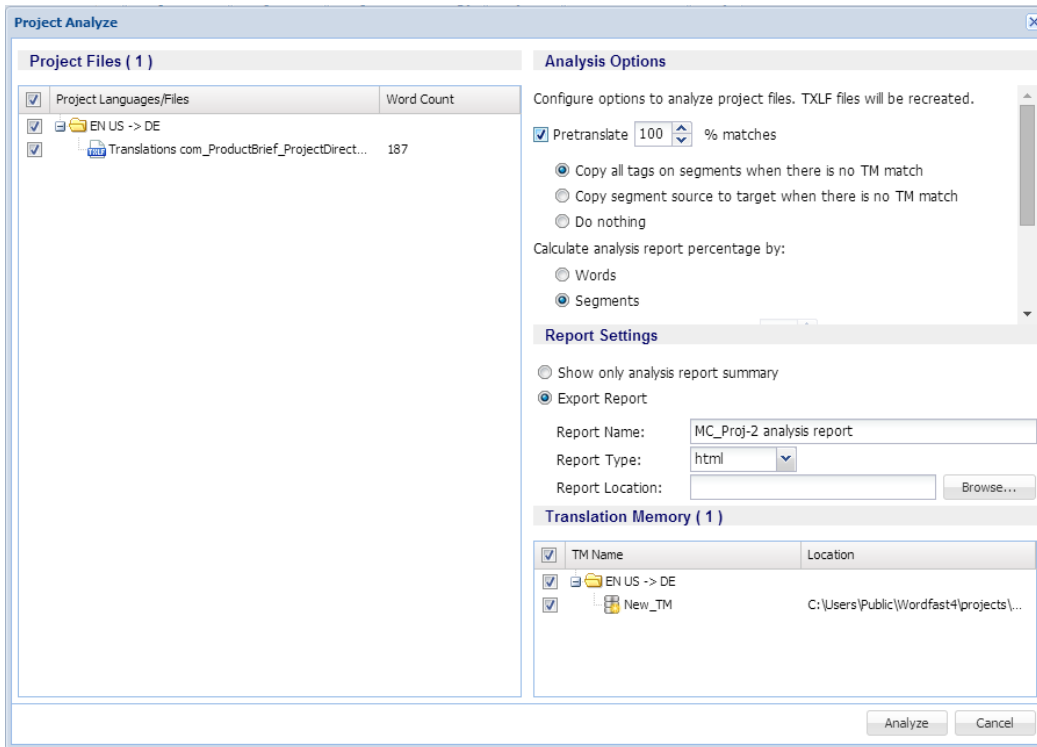 Project Analyze
Project Files ( 1 )
Project Languages/Files Word Count
EN US -> DE
Translations com_ProductBrief_ProjectDirect... 187
Analysis Options
Configure options to analyze project files. TXLF files will be recreated.
Pretranslate 100 % matches
Copy all tags on segments when there is no TM match
Copy segment source to target when there is no TM match
Do nothing
Calculate analysis report percentage by:
Words
Segments
Report Settings
Show only analysis report summary
Export Report
Report Name: MC_Proj-2 analysis report
Report Type: html
Report Location: Browse...
Translation Memory ( 1 )
TM Name Location
EN US -> DE
New_TM C:\Users\Public\Wordfast4\projects\...
Analyze Cancel